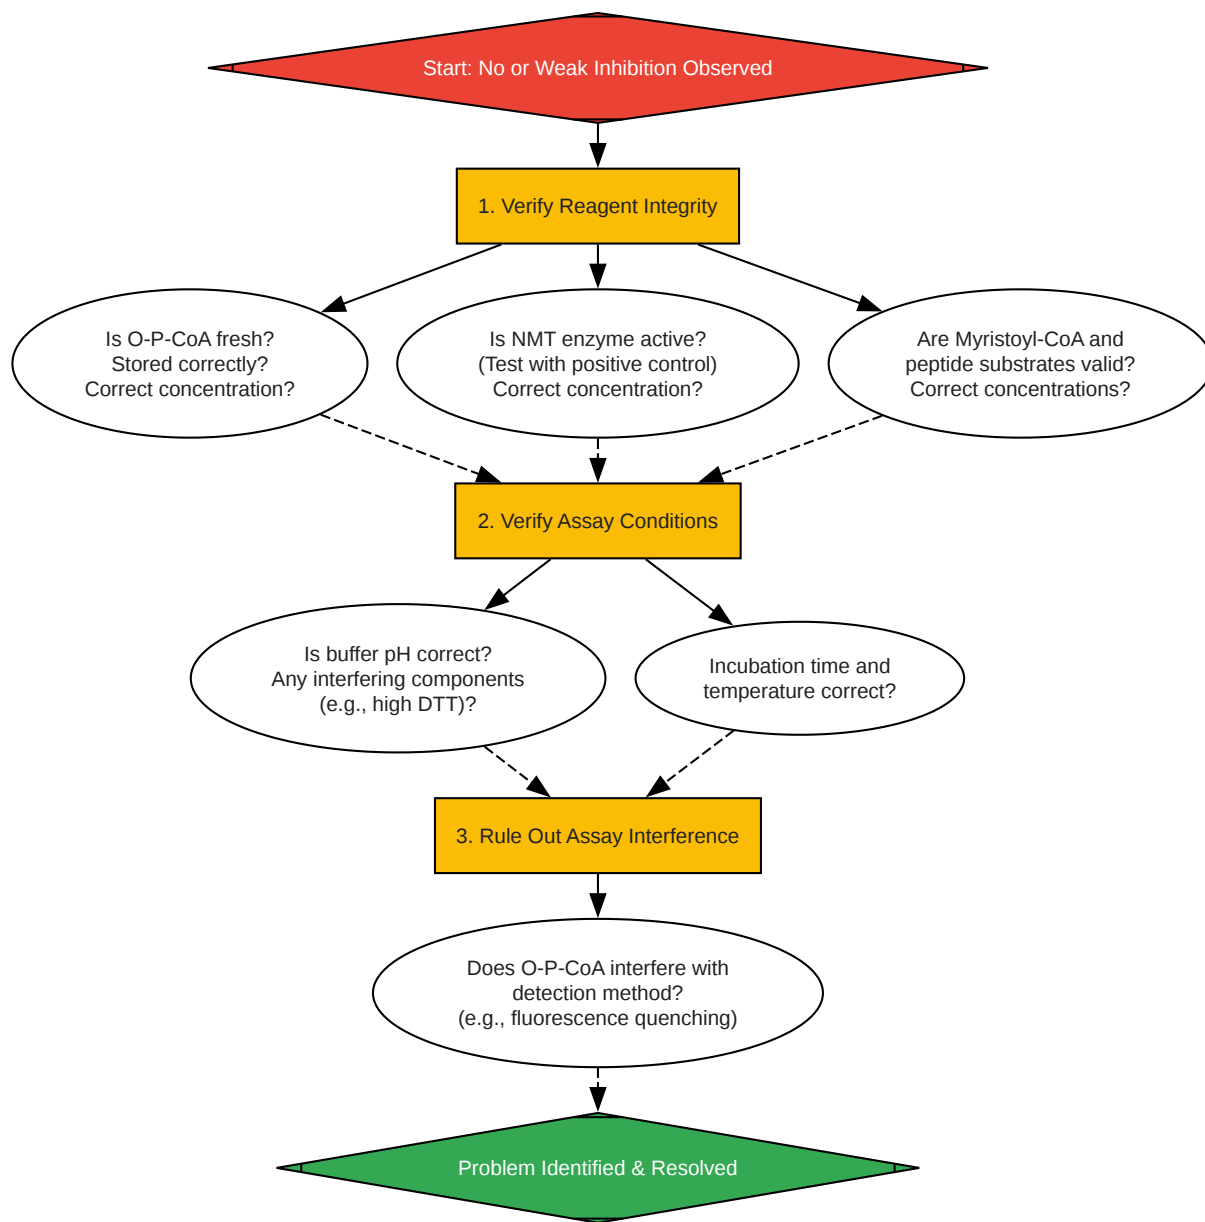 Start: No or Weak Inhibition Observed
1. Verify Reagent Integrity
Is O-P-CoA fresh?
Stored correctly?
Correct concentration?
Is NMT enzyme active?
(Test with positive control)
Correct concentration?
Are Myristoyl-CoA and
peptide substrates valid?
Correct concentrations?
2. Verify Assay Conditions
Is buffer pH correct?
Any interfering components
(e.g., high DTT)?
Incubation time and
temperature correct?
3. Rule Out Assay Interference
Does O-P-CoA interfere with
detection method?
(e.g., fluorescence quenching)
Problem Identified & Resolved